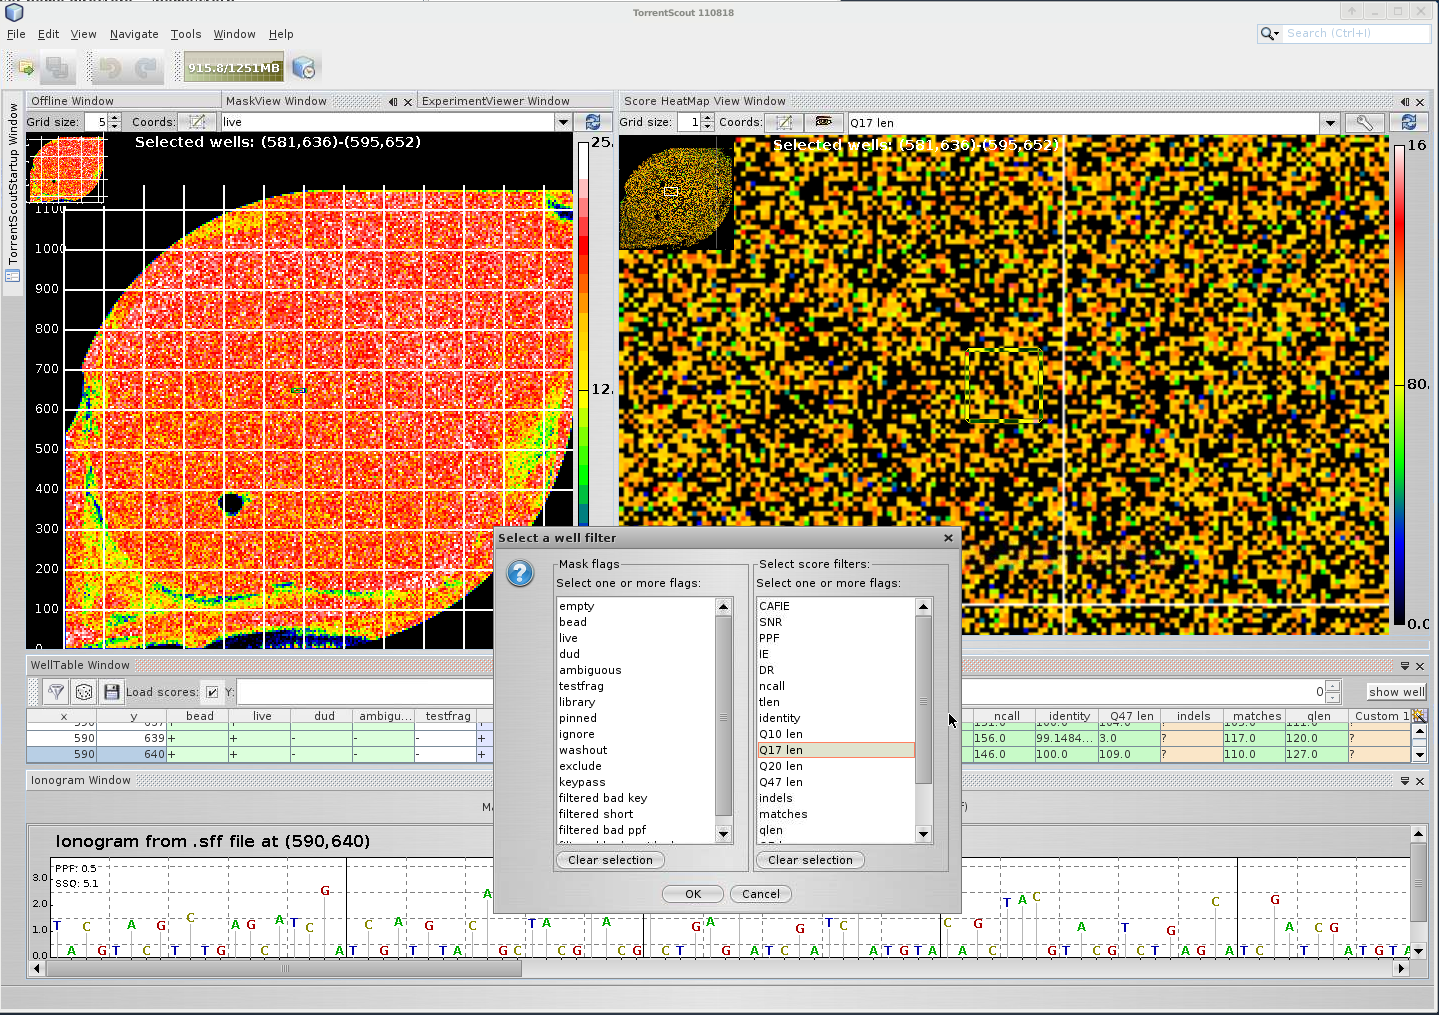 TorrentScout 110818
File Edit View Navigate Tools Window Help
Search (Ctrl+I)
915.8/1251MB
TorrentScoutStartup Window
Offline Window MaskView Window ExperimentViewer Window
Grid size: 5 Coords: live
Selected wells: (581,636)-(595,652)
1100
1000
900
800
700
600
500
400
300
200
100
0
25.
12.
Score HeatMap View Window
Grid size: 1 Coords: Q17 len
Selected wells: (581,636)-(595,652)
16
80.
0.0
Select a well filter
Mask flags
Select one or more flags:
empty
bead
live
dud
ambiguous
testfrag
library
pinned
ignore
washout
exclude
keypass
filtered bad key
filtered short
filtered bad ppf
Clear selection
Select score filters:
Select one or more flags:
CAFIE
SNR
PPF
IE
DR
ncall
tlen
identity
Q10 len
Q17 len
Q20 len
Q47 len
indels
matches
qlen
Clear selection
OK Cancel
WellTable Window
Load scores: Y: 0 show well
x y bead live dud ambigu... testfrag ncall identity Q47 len indels matches qlen Custom 1
590 639 + + - - - + 156.0 99.1484... 3.0 ? 117.0 120.0 ?
590 640 + + - - - + 146.0 100.0 109.0 ? 110.0 127.0 ?
Ionogram Window
Ionogram from .sff file at (590,640)
PPF: 0.5
SSQ: 5.1
3.0
2.0
1.0
0.0
G A T A C C G
T C A G C A G A T C C A G C T A A G A G T C C G A T G A C G
A G T C T T G C A T G T T A G C C G C G C T G A T C A A T G T A A C G T C G C T A G A T C T A T G T A